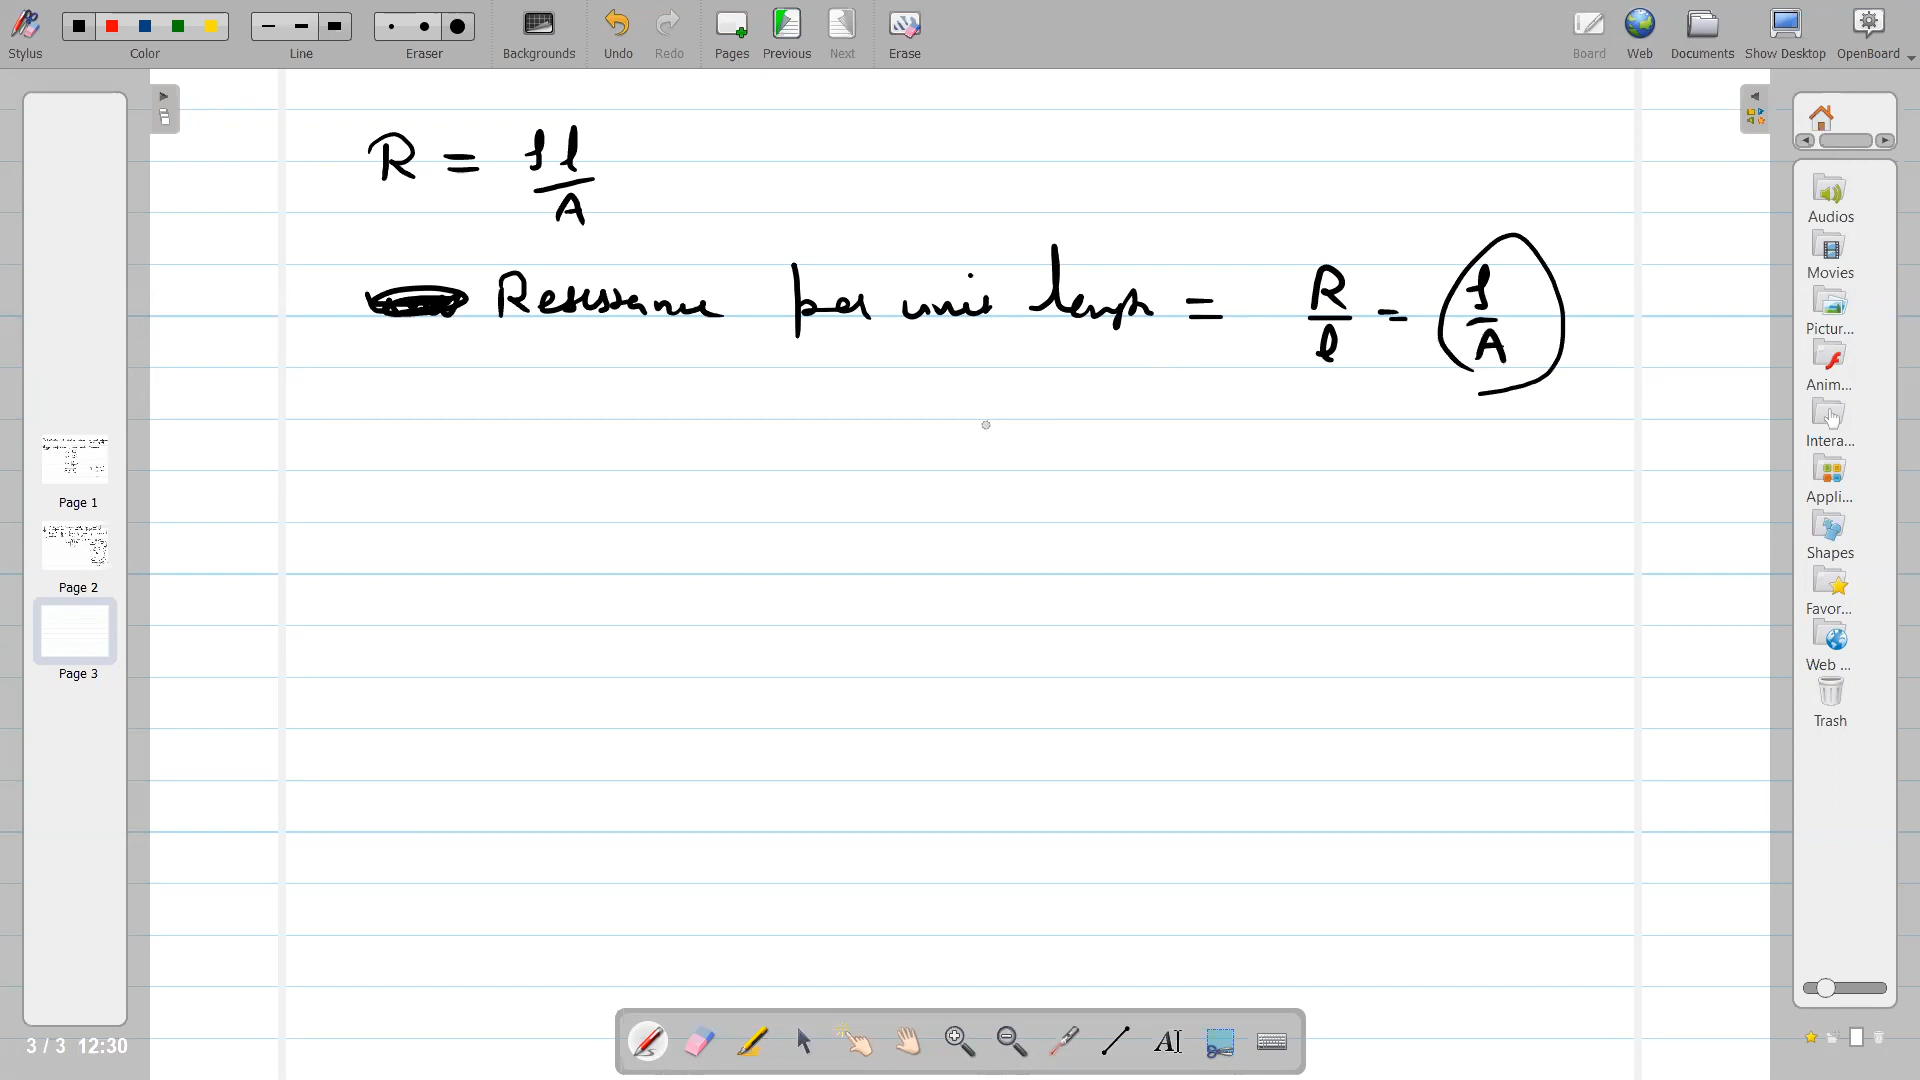 Stylus Color Line Eraser Backgrounds Undo Redo Pages Previous Next Erase Board Web Documents Show Desktop OpenBoard
R = ρl/A
Resistance per unit length = R/l = ρ/A
Page 1
Page 2
Page 3
3 / 3 12:30
Audios
Movies
Pictur...
Anim...
Intera...
Appli...
Shapes
Favor...
Web ...
Trash